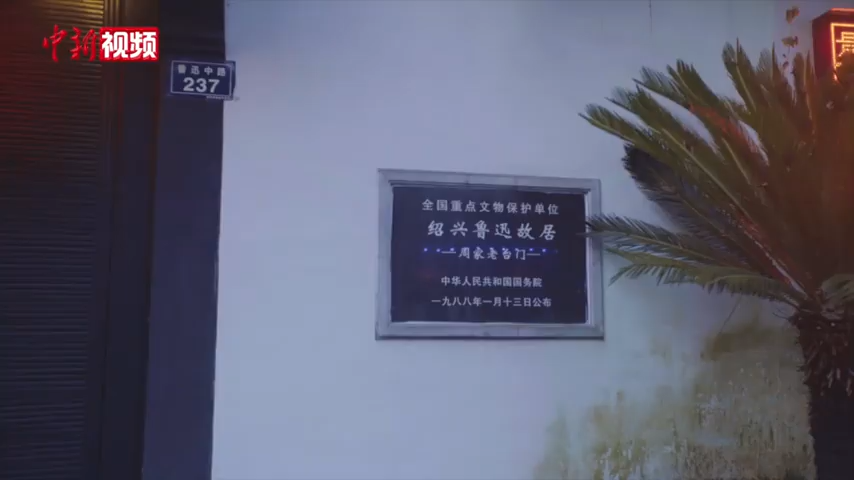 中新视频
鲁迅中路
237
全国重点文物保护单位
绍兴鲁迅故居
—周家老台门—
中华人民共和国国务院
一九八八年一月十三日公布